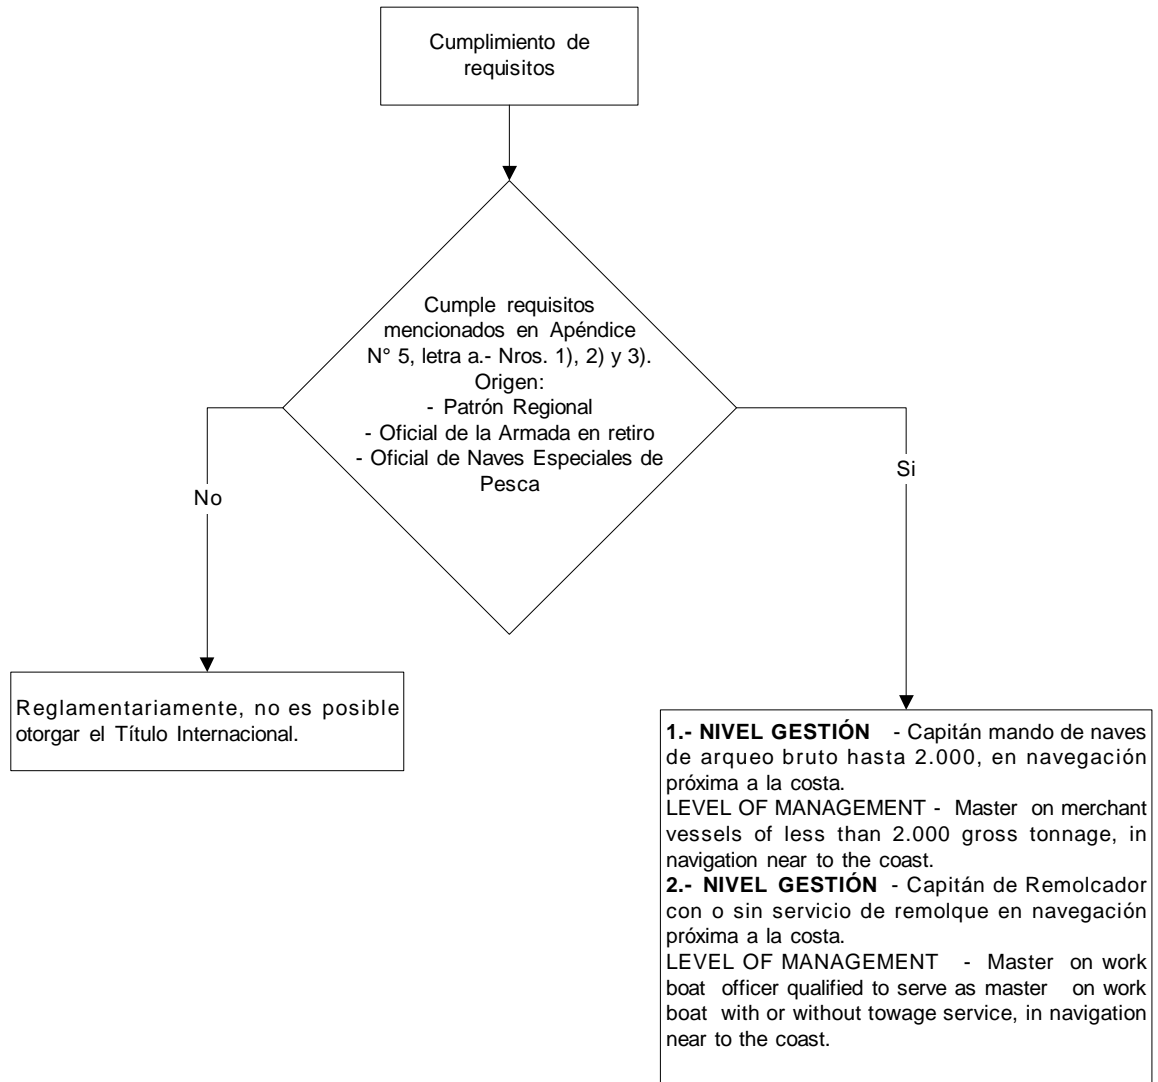 Cumplimiento de
requisitos
Cumple requisitos
mencionados en Apéndice
N° 5, letra a.- Nros. 1), 2) y 3).
Origen:
- Patrón Regional
- Oficial de la Armada en retiro
- Oficial de Naves Especiales de
Pesca
No
Si
Reglamentariamente, no es posible
otorgar el Título Internacional.
1.- NIVEL GESTIÓN - Capitán mando de naves
de arqueo bruto hasta 2.000, en navegación
próxima a la costa.
LEVEL OF MANAGEMENT - Master on merchant
vessels of less than 2.000 gross tonnage, in
navigation near to the coast.
2.- NIVEL GESTIÓN - Capitán de Remolcador
con o sin servicio de remolque en navegación
próxima a la costa.
LEVEL OF MANAGEMENT - Master on work
boat officer qualified to serve as master on work
boat with or without towage service, in navigation
near to the coast.